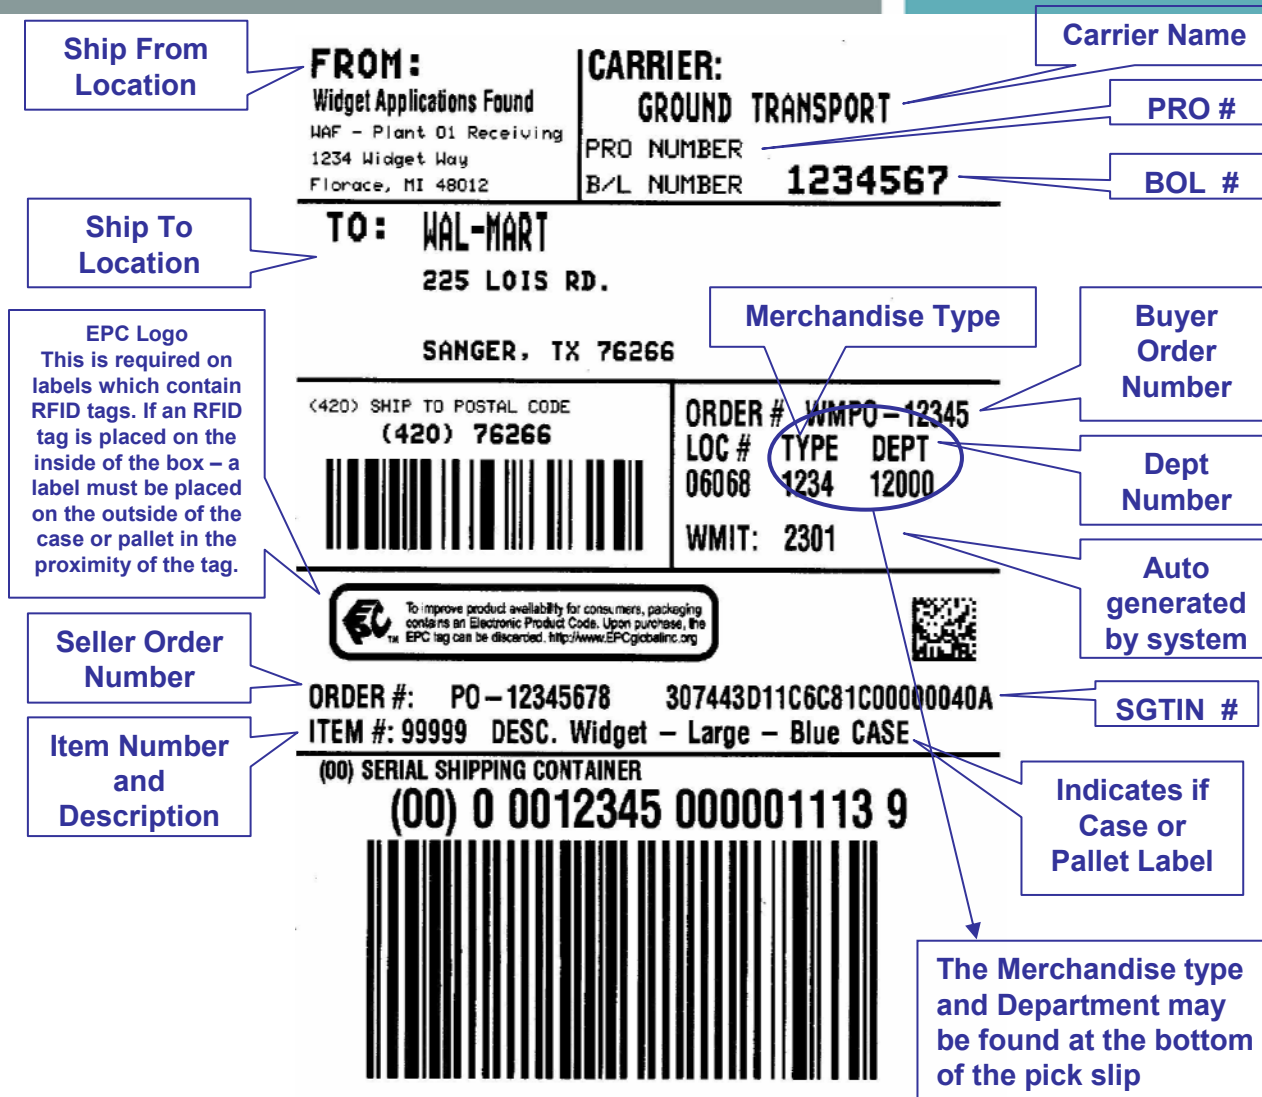 Ship From
Location
FROM:
Widget Applications Found
WAF - Plant 01 Receiving
1234 Widget Way
Florace, MI 48012
CARRIER:
GROUND TRANSPORT
PRO NUMBER
B/L NUMBER 1234567
Carrier Name
PRO #
BOL #
Ship To
Location
TO: WAL-MART
225 LOIS RD.
SANGER, TX 76266
EPC Logo
This is required on
labels which contain
RFID tags. If an RFID
tag is placed on the
inside of the box – a
label must be placed
on the outside of the
case or pallet in the
proximity of the tag.
(420) SHIP TO POSTAL CODE
(420) 76266
Merchandise Type
ORDER # WMPO-12345
LOC # TYPE DEPT
06068 1234 12000
WMIT: 2301
Buyer
Order
Number
Dept
Number
Auto
generated
by system
EPC
TM
To improve product availability for consumers, packaging
contains an Electronic Product Code. Upon purchase, the
EPC tag can be discarded. http://www.EPCglobalinc.org
Seller Order
Number
ORDER #: PO-12345678 307443D11C6C81C00000040A
SGTIN #
Item Number
and
Description
ITEM #: 99999 DESC. Widget – Large – Blue CASE
Indicates if
Case or
Pallet Label
(00) SERIAL SHIPPING CONTAINER
(00) 0 0012345 000001113 9
The Merchandise type
and Department may
be found at the bottom
of the pick slip